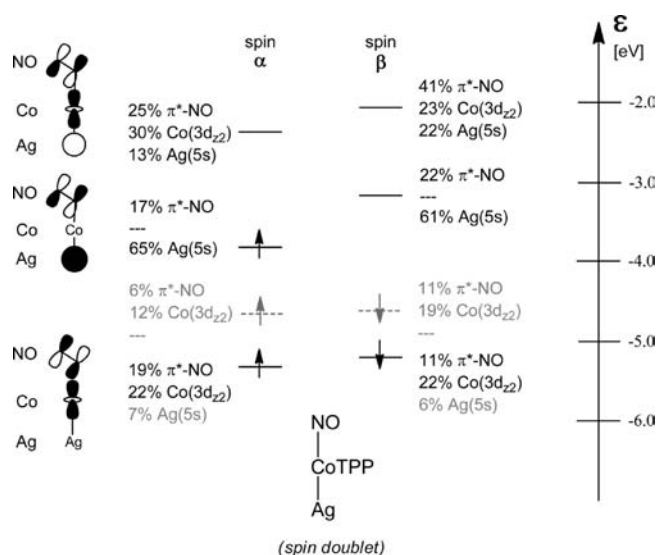 spin
α
spin
β
ε
[eV]
NO
Co
Ag
25% π*-NO
30% Co(3dz2)
13% Ag(5s)
41% π*-NO
23% Co(3dz2)
22% Ag(5s)
-2.0
NO
Co
Co
Ag
17% π*-NO
---
65% Ag(5s)
22% π*-NO
---
61% Ag(5s)
-3.0
-4.0
6% π*-NO
12% Co(3dz2)
---
11% π*-NO
19% Co(3dz2)
---
-5.0
NO
Co
Ag
Ag
19% π*-NO
22% Co(3dz2)
7% Ag(5s)
11% π*-NO
22% Co(3dz2)
6% Ag(5s)
-6.0
NO
CoTPP
Ag
(spin doublet)